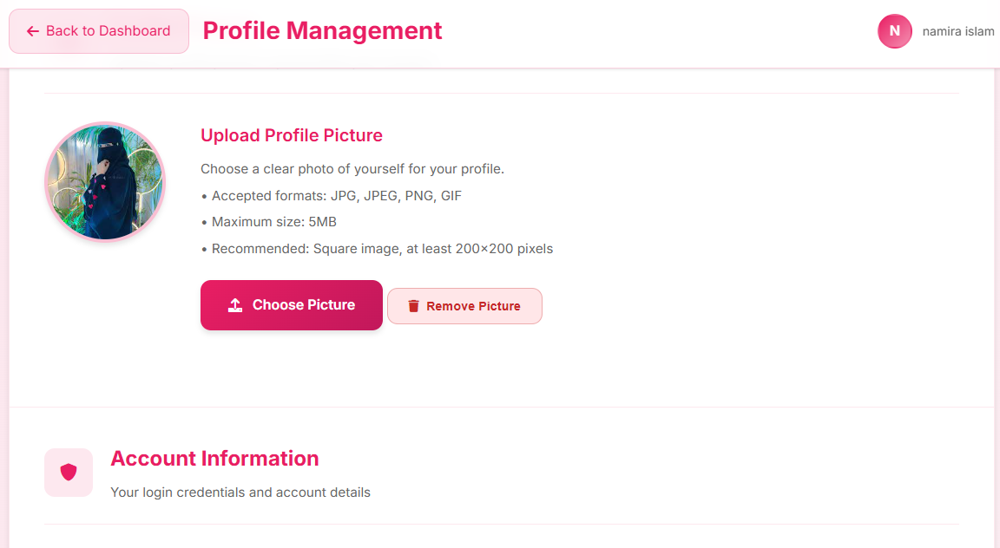 Back to Dashboard
Profile Management
N
namira islam
Upload Profile Picture
Choose a clear photo of yourself for your profile.
• Accepted formats: JPG, JPEG, PNG, GIF
• Maximum size: 5MB
• Recommended: Square image, at least 200×200 pixels
Choose Picture
Remove Picture
Account Information
Your login credentials and account details